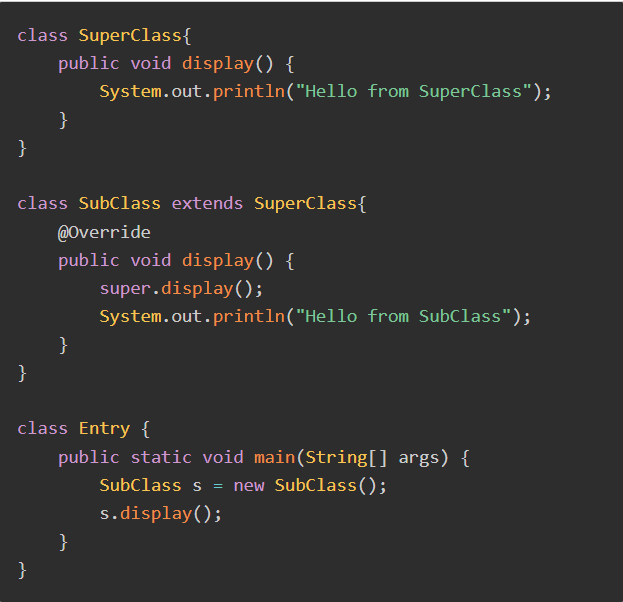 class SuperClass{
    public void display() {
        System.out.println("Hello from SuperClass");
    }
}

class SubClass extends SuperClass{
    @Override
    public void display() {
        super.display();
        System.out.println("Hello from SubClass");
    }
}

class Entry {
    public static void main(String[] args) {
        SubClass s = new SubClass();
        s.display();
    }
}